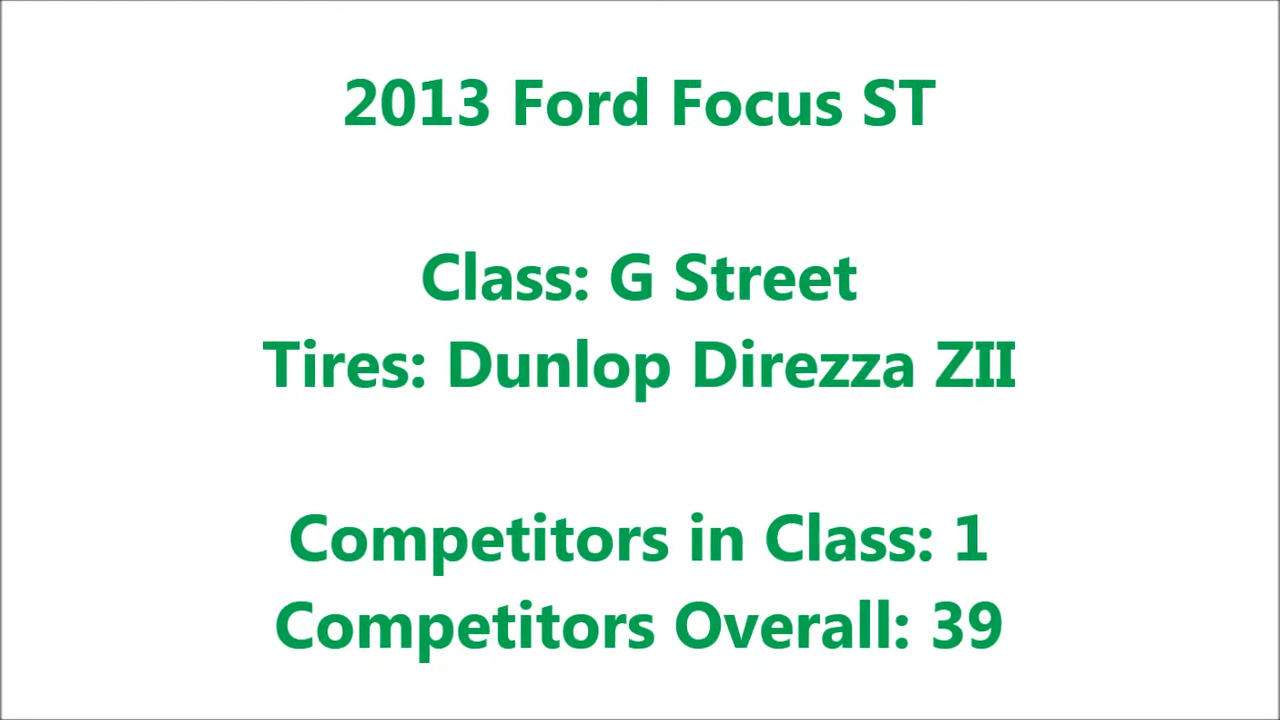 2013 Ford Focus ST
Class: G Street
Tires: Dunlop Direzza ZII
Competitors in Class: 1
Competitors Overall: 39